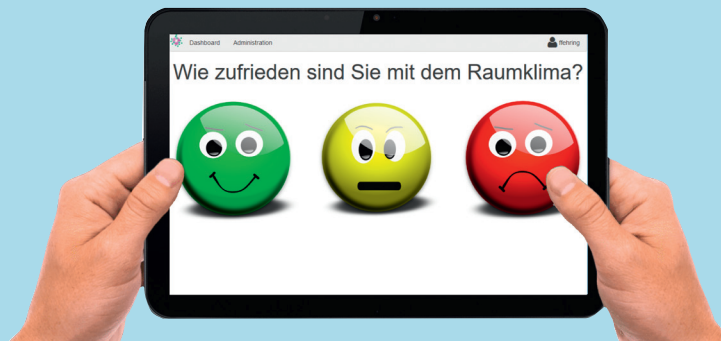 Dashboard Administration ffehring
Wie zufrieden sind Sie mit dem Raumklima?